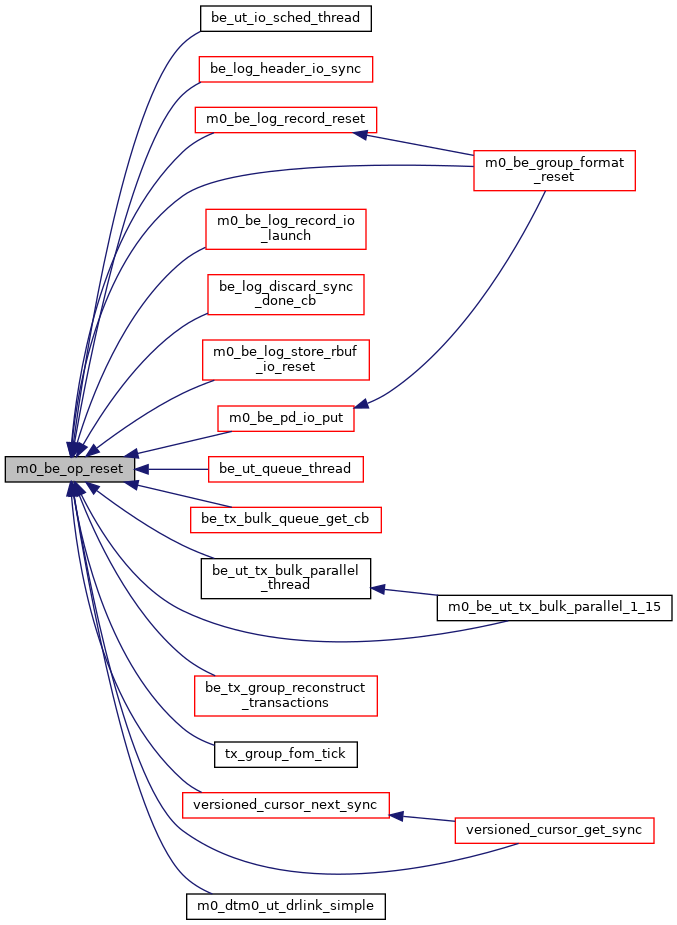 be_ut_io_sched_thread
be_log_header_io_sync
m0_be_log_record_reset
m0_be_group_format
_reset
m0_be_log_record_io
_launch
be_log_discard_sync
_done_cb
m0_be_log_store_rbuf
_io_reset
m0_be_pd_io_put
m0_be_op_reset
be_ut_queue_thread
be_tx_bulk_queue_get_cb
be_ut_tx_bulk_parallel
_thread
m0_be_ut_tx_bulk_parallel_1_15
be_tx_group_reconstruct
_transactions
tx_group_fom_tick
versioned_cursor_next_sync
versioned_cursor_get_sync
m0_dtm0_ut_drlink_simple